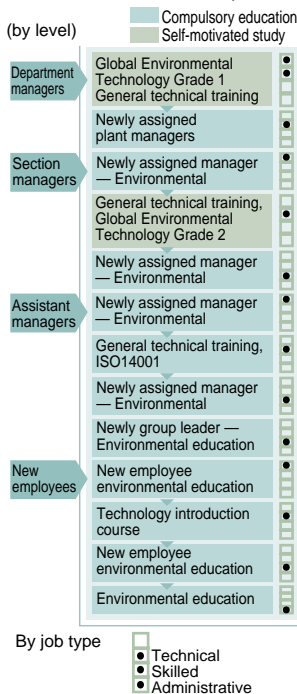 Compulsory education
(by level)
Self-motivated study
Department
managers
Global Environmental
Technology Grade 1
General technical training
Newly assigned
plant managers
Section
managers
Newly assigned manager
— Environmental
General technical training,
Global Environmental
Technology Grade 2
Newly assigned manager
— Environmental
Assistant
managers
Newly assigned manager
— Environmental
General technical training,
ISO14001
Newly assigned manager
— Environmental
Newly group leader —
Environmental education
New
employees
New employee
environmental education
Technology introduction
course
New employee
environmental education
Environmental education
By job type
Technical
Skilled
Administrative